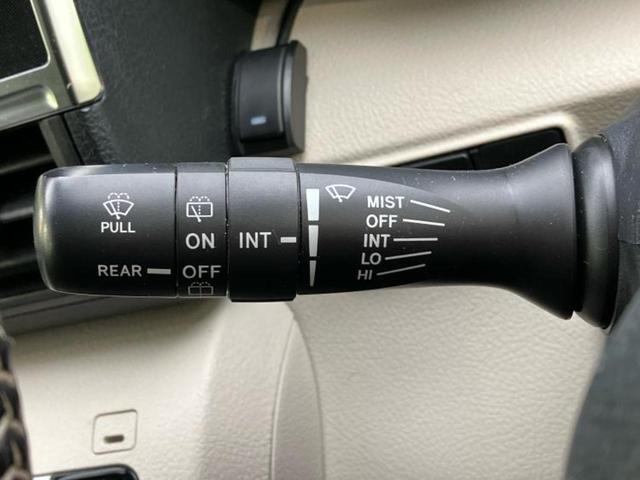 PULL
REAR
ON
OFF
INT
MIST
OFF
INT
LO
HI